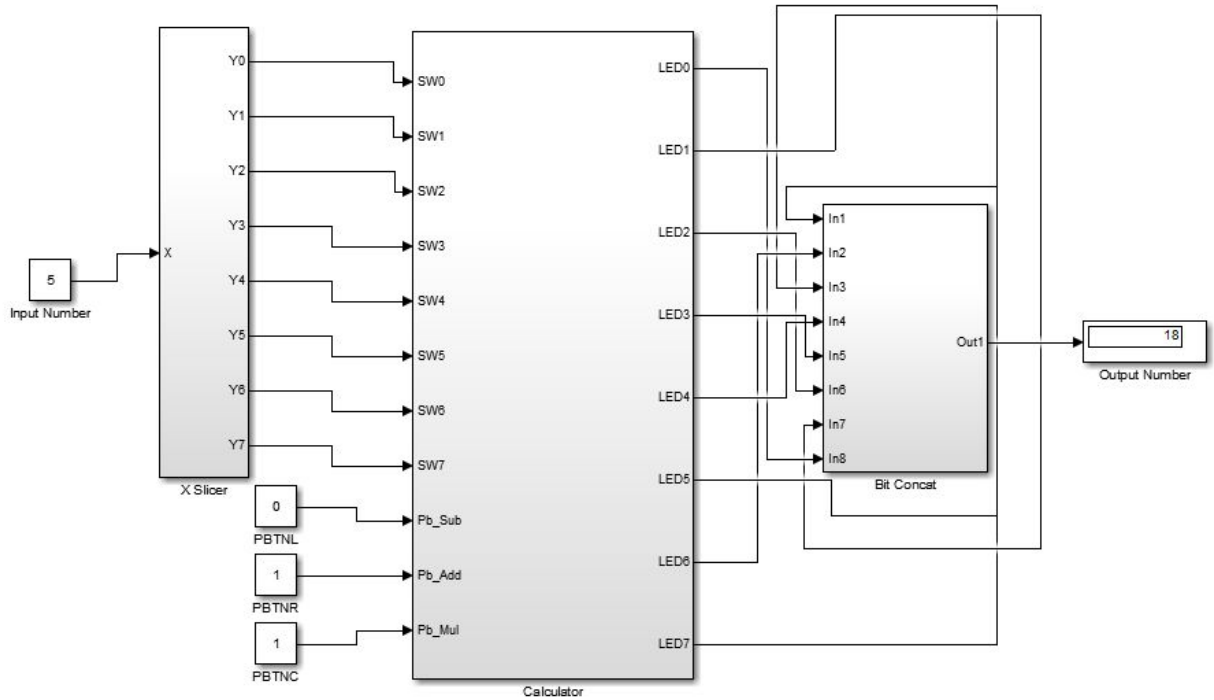 5
Input Number
X
Y0
Y1
Y2
Y3
Y4
Y5
Y6
Y7
X Slicer
0
PBTNL
1
PBTNR
1
PBTNC
SW0
SW1
SW2
SW3
SW4
SW5
SW6
SW7
Pb_Sub
Pb_Add
Pb_Mul
LED0
LED1
LED2
LED3
LED4
LED5
LED6
LED7
Calculator
In1
In2
In3
In4
In5
In6
In7
In8
Out1
Bit Concat
18
Output Number